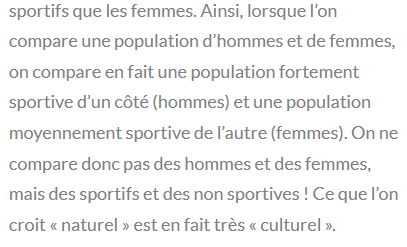 sportifs que les femmes. Ainsi, lorsque l’on
compare une population d’hommes et de femmes,
on compare en fait une population fortement
sportive d’un côté (hommes) et une population
moyennement sportive de l’autre (femmes). On ne
compare donc pas des hommes et des femmes,
mais des sportifs et des non sportives ! Ce que l’on
croit « naturel » est en fait très « culturel ».